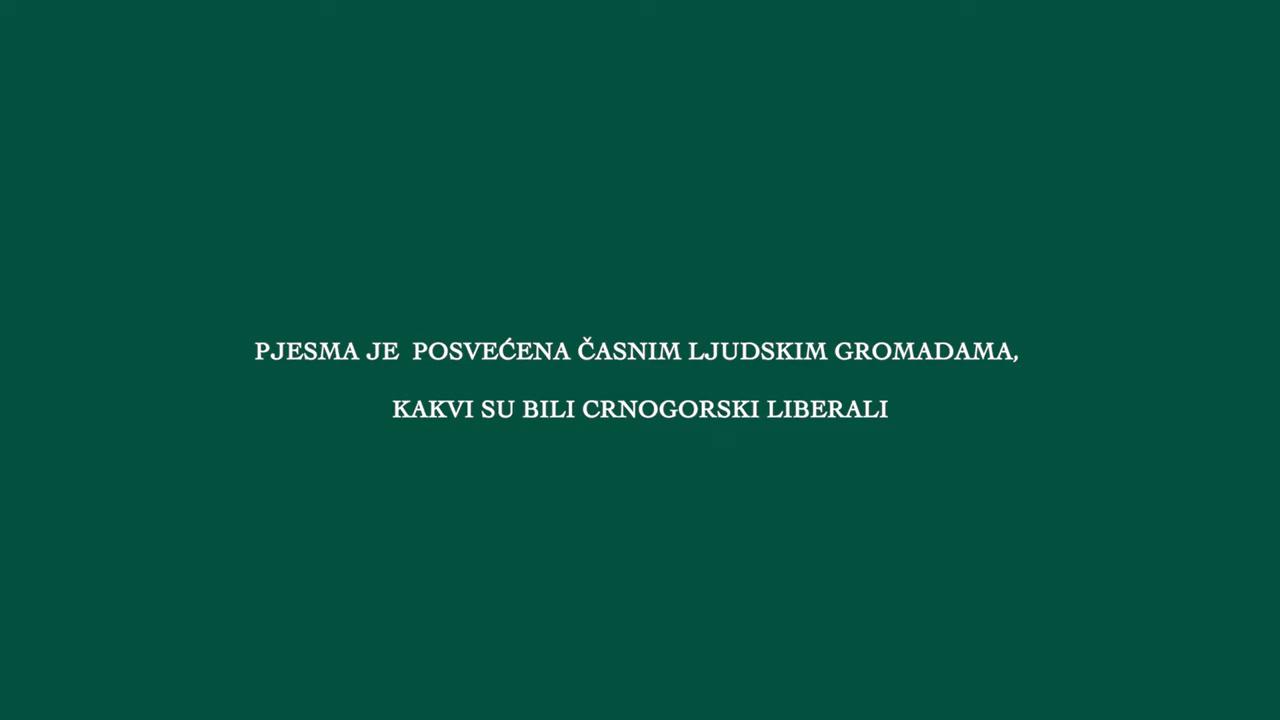 PJESMA JE  POSVEĆENA ČASNIM LJUDSKIM GROMADAMA,
KAKVI SU BILI CRNOGORSKI LIBERALI